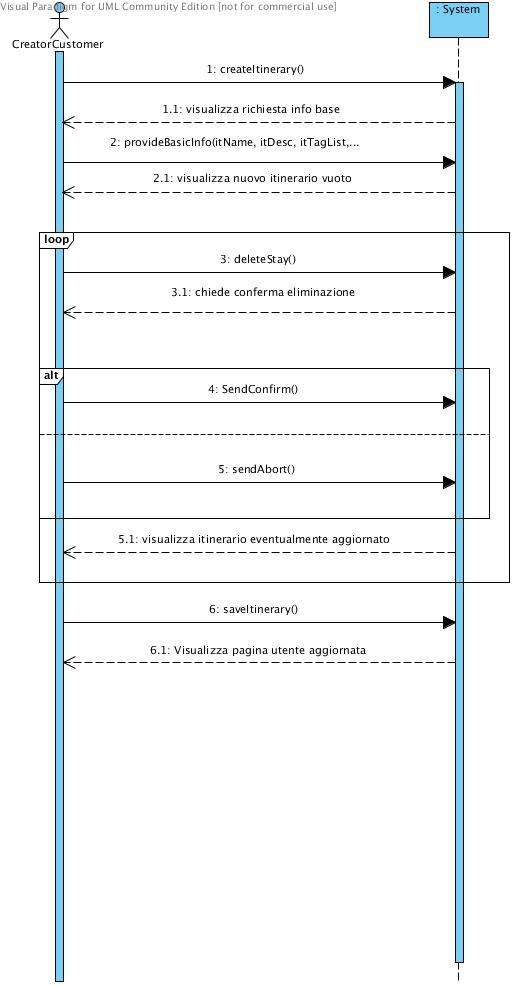 Visual Paradigm for UML Community Edition [not for commercial use]
: System
CreatorCustomer
1: createItinerary()
1.1: visualizza richiesta info base
2: provideBasicInfo(itName, itDesc, itTagList,...
2.1: visualizza nuovo itinerario vuoto
loop
3: deleteStay()
3.1: chiede conferma eliminazione
alt
4: SendConfirm()
5: sendAbort()
5.1: visualizza itinerario eventualmente aggiornato
6: saveItinerary()
6.1: Visualizza pagina utente aggiornata